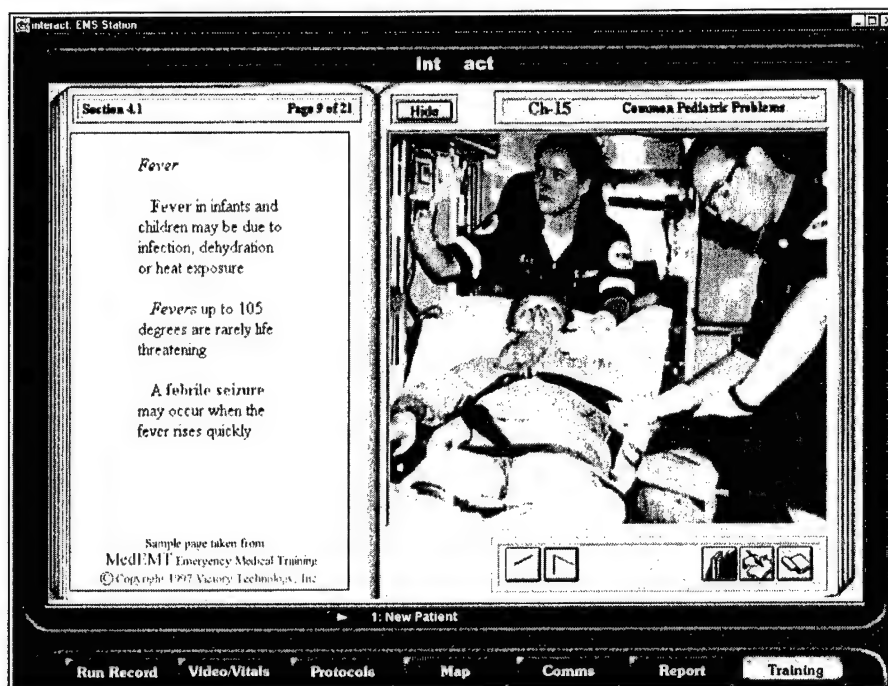 interact. EMS Station
int act
Section 4.1 Page 9 of 21
Hide Ch-15 Common Pediatric Problems
Fever
Fever in infants and
children may be due to
infection, dehydration
or heat exposure
Fevers up to 105
degrees are rarely life
threatening
A febrile seizure
may occur when the
fever rises quickly
Sample page taken from
MedEMT Emergency Medical Training
© Copyright 1997 Victory Technology, Inc.
► 1: New Patient
Run Record Video/Vitals Protocols Map Comms Report Training